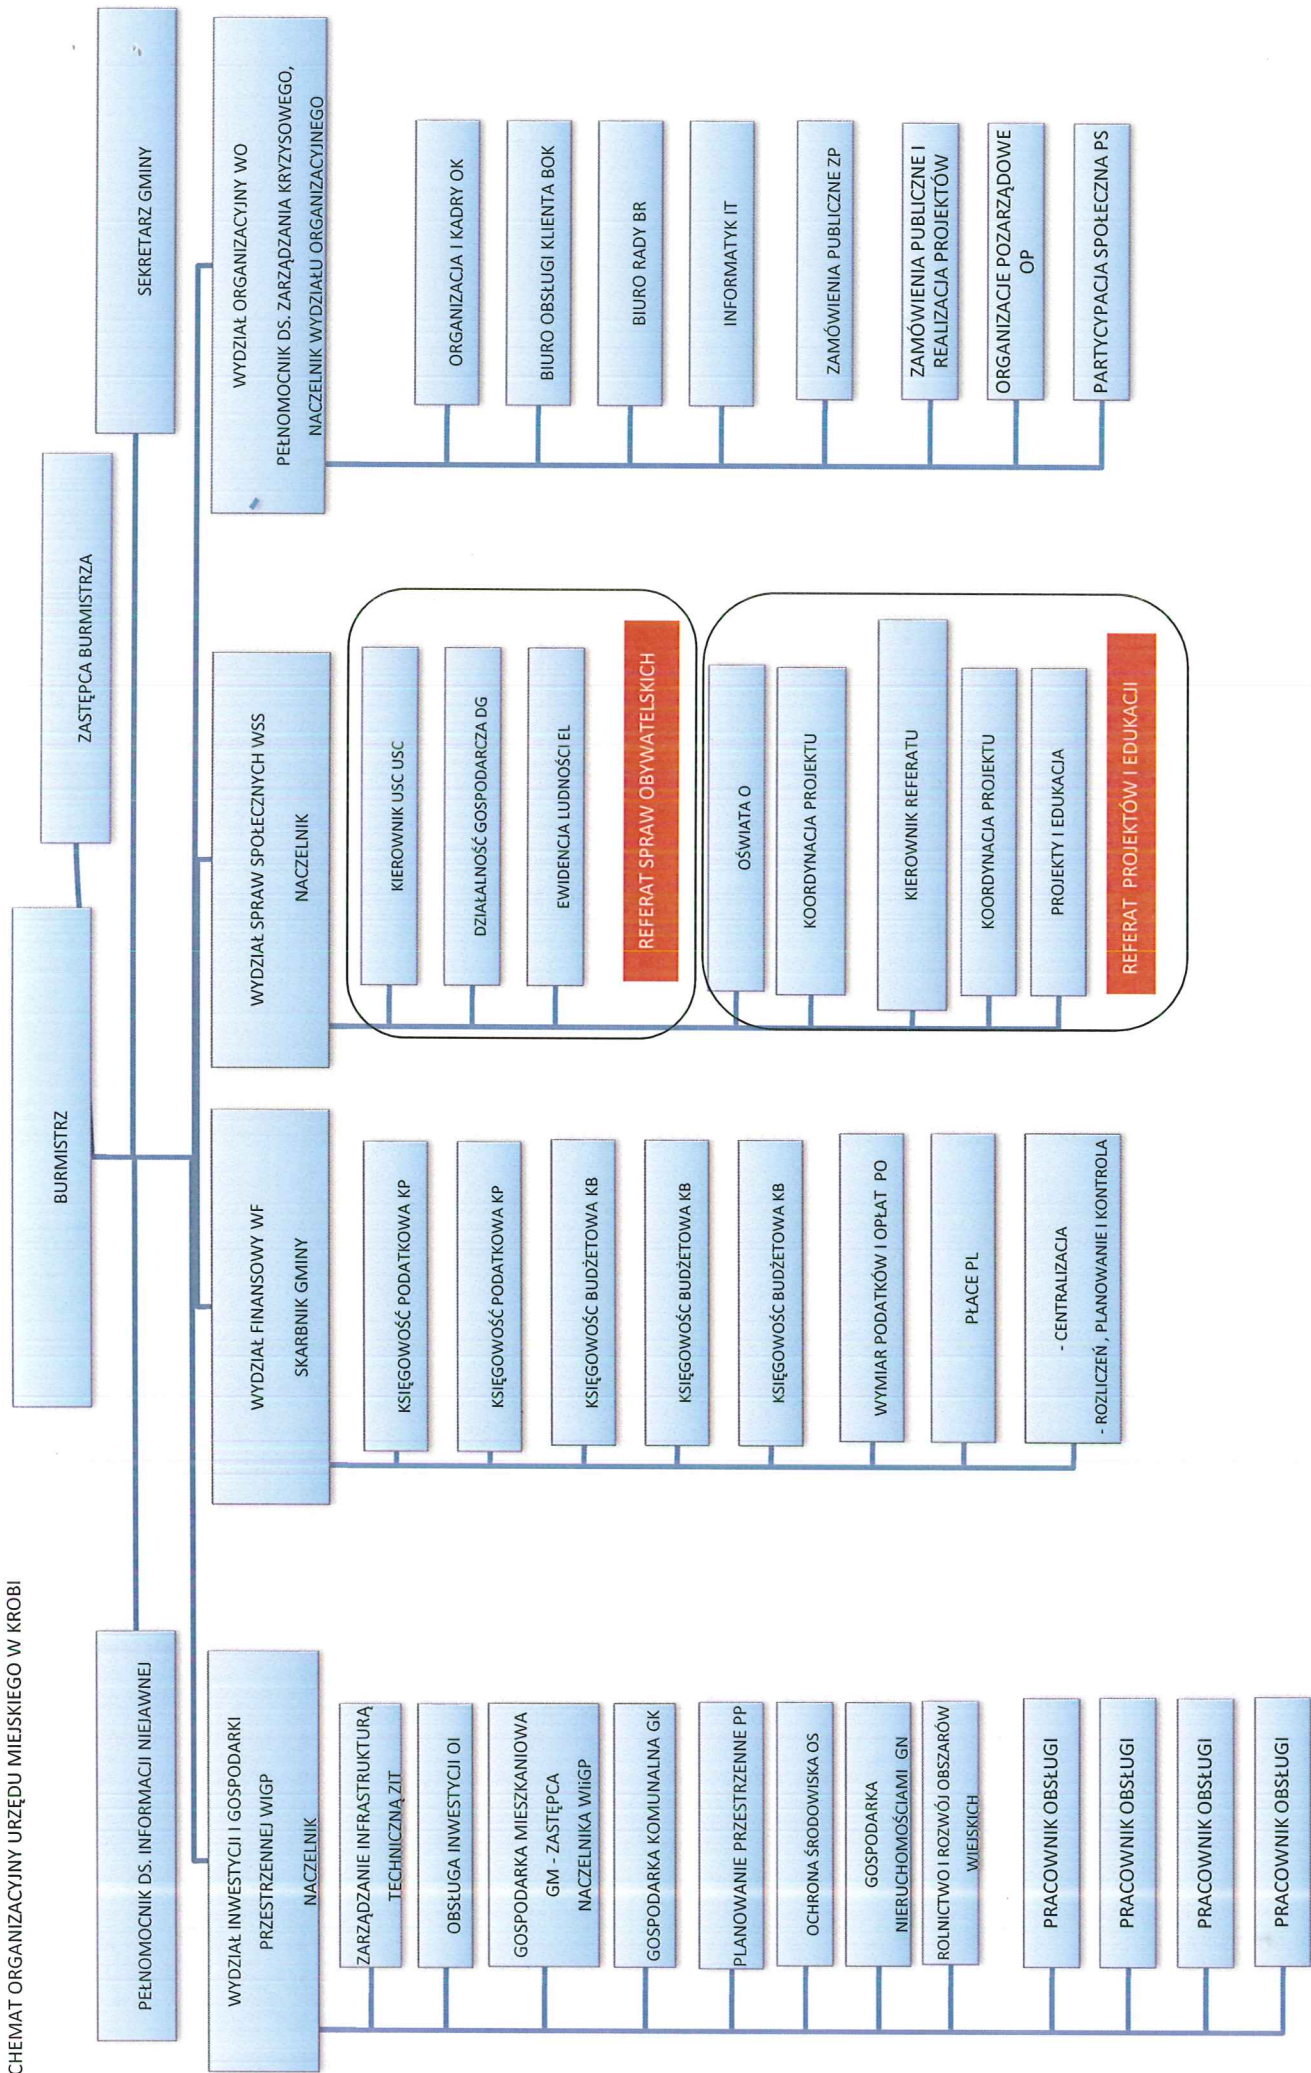 CHEMAT ORGANIZACYJNY URZĘDU MIEJSKIEGO W KROBI
BURMISTRZ
ZASTĘPCA BURMISTRZA
PEŁNOMOCNIK DS. INFORMACJI NIEJAWNEJ
SEKRETARZ GMINY
WYDZIAŁ INWESTYCJI I GOSPODARKI
PRZESTRZENNEJ WIGP
NACZELNIK
ZARZĄDZANIE INFRASTRUKTURĄ
TECHNICZNĄ ZIT
OBSŁUGA INWESTYCJI OI
GOSPODARKA MIESZKANIOWA
GM - ZASTĘPCA
NACZELNIKA WIiGP
GOSPODARKA KOMUNALNA GK
PLANOWANIE PRZESTRZENNE PP
OCHRONA ŚRODOWISKA OS
GOSPODARKA
NIERUCHOMOŚCIAMI GN
ROLNICTWO I ROZWÓJ OBSZARÓW
WIEJSKICH
PRACOWNIK OBSŁUGI
PRACOWNIK OBSŁUGI
PRACOWNIK OBSŁUGI
PRACOWNIK OBSŁUGI
WYDZIAŁ FINANSOWY WF
SKARBNIK GMINY
KSIĘGOWOŚĆ PODATKOWA KP
KSIĘGOWOŚĆ PODATKOWA KP
KSIĘGOWOŚĆ BUDŻETOWA KB
KSIĘGOWOŚĆ BUDŻETOWA KB
KSIĘGOWOŚĆ BUDŻETOWA KB
WYMIAR PODATKÓW I OPŁAT PO
PŁACE PL
- CENTRALIZACJA
- ROZLICZEŃ , PLANOWANIE I KONTROLA
WYDZIAŁ SPRAW SPOŁECZNYCH WSS
NACZELNIK
KIEROWNIK USC USC
DZIAŁALNOŚĆ GOSPODARCZA DG
EWIDENCJA LUDNOŚCI EL
REFERAT SPRAW OBYWATELSKICH
OŚWIATA O
KOORDYNACJA PROJEKTU
KIEROWNIK REFERATU
KOORDYNACJA PROJEKTU
PROJEKTY I EDUKACJA
REFERAT PROJEKTÓW I EDUKACJI
WYDZIAŁ ORGANIZACYJNY WO
PEŁNOMOCNIK DS. ZARZĄDZANIA KRYZYSOWEGO,
NACZELNIK WYDZIAŁU ORGANIZACYJNEGO
ORGANIZACJA I KADRY OK
BIURO OBSŁUGI KLIENTA BOK
BIURO RADY BR
INFORMATYK IT
ZAMÓWIENIA PUBLICZNE ZP
ZAMÓWIENIA PUBLICZNE I
REALIZACJA PROJEKTÓW
ORGANIZACJE POZARZĄDOWE
OP
PARTYCYPACJA SPOŁECZNA PS